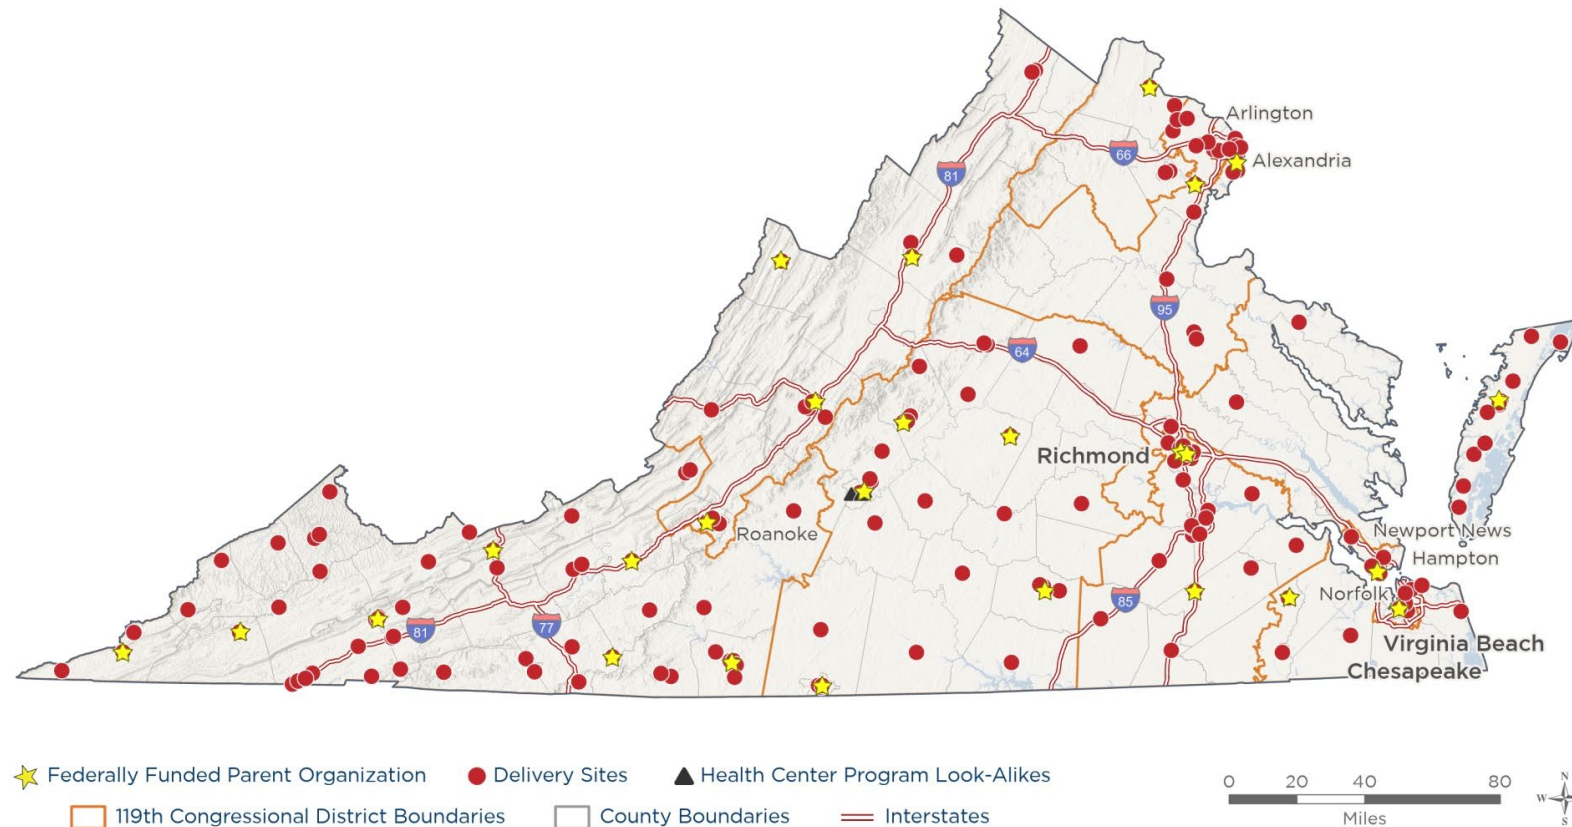 Arlington
66
Alexandria
81
95
64
Richmond
Newport News
Roanoke
Hampton
Norfolk
85
81
77
Virginia Beach
Chesapeake
Federally Funded Parent Organization
Delivery Sites
Health Center Program Look-Alikes
0 20 40 80
Miles
N
W
S
119th Congressional District Boundaries
County Boundaries
Interstates